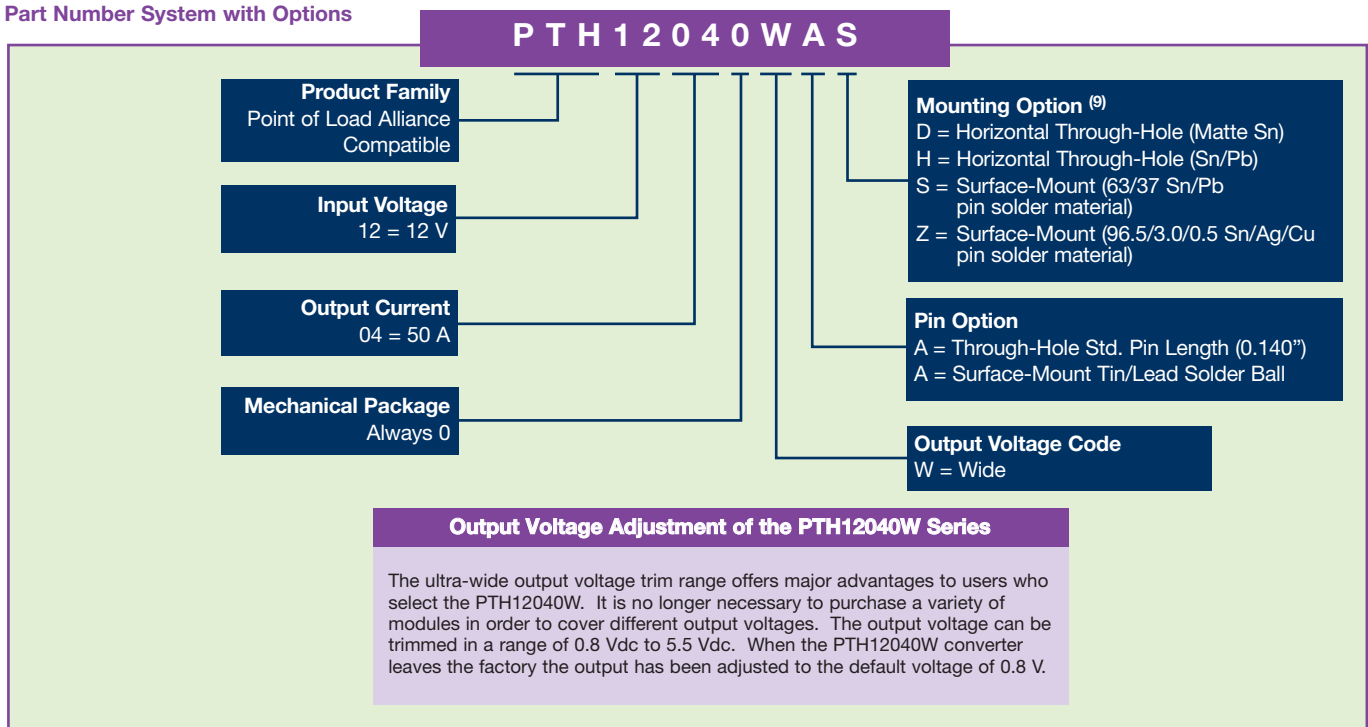 Part Number System with Options
PTH12040WAS
Product Family
Point of Load Alliance
Compatible
Input Voltage
12 = 12 V
Output Current
04 = 50 A
Mechanical Package
Always 0
Mounting Option (9)
D = Horizontal Through-Hole (Matte Sn)
H = Horizontal Through-Hole (Sn/Pb)
S = Surface-Mount (63/37 Sn/Pb
pin solder material)
Z = Surface-Mount (96.5/3.0/0.5 Sn/Ag/Cu
pin solder material)
Pin Option
A = Through-Hole Std. Pin Length (0.140”)
A = Surface-Mount Tin/Lead Solder Ball
Output Voltage Code
W = Wide
Output Voltage Adjustment of the PTH12040W Series
The ultra-wide output voltage trim range offers major advantages to users who
select the PTH12040W. It is no longer necessary to purchase a variety of
modules in order to cover different output voltages. The output voltage can be
trimmed in a range of 0.8 Vdc to 5.5 Vdc. When the PTH12040W converter
leaves the factory the output has been adjusted to the default voltage of 0.8 V.